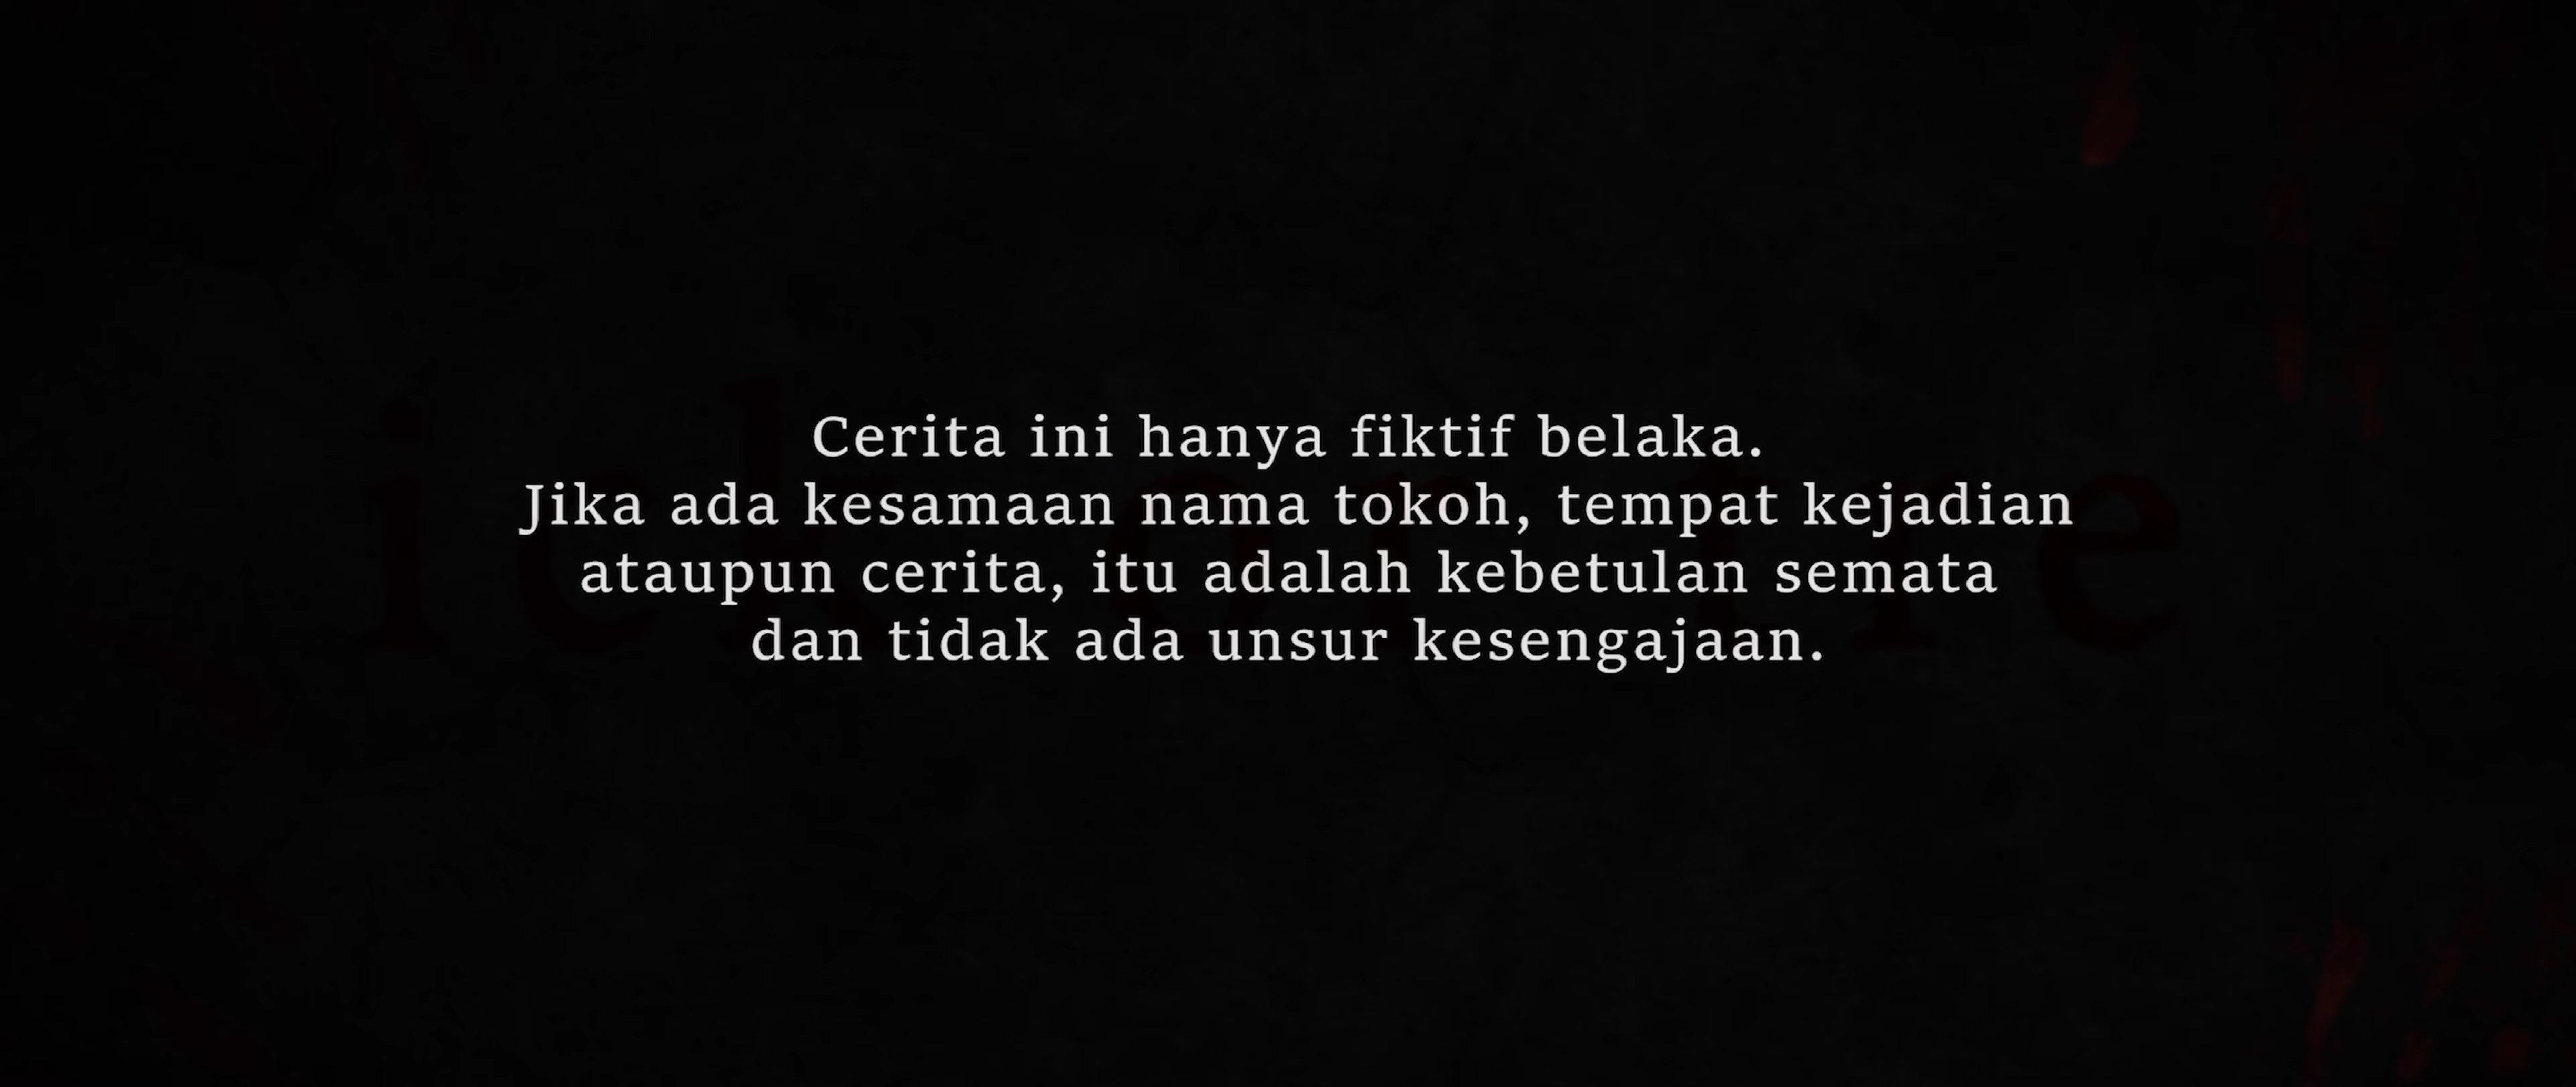 Cerita ini hanya fiktif belaka.
Jika ada kesamaan nama tokoh, tempat kejadian
ataupun cerita, itu adalah kebetulan semata
dan tidak ada unsur kesengajaan.